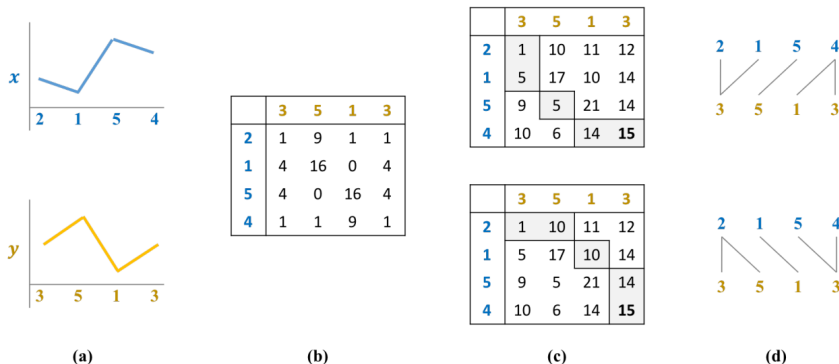 x
2 1 5 4
y
3 5 1 3
(a)
3 5 1 3
2 1 9 1 1
1 4 16 0 4
5 4 0 16 4
4 1 1 9 1
(b)
3 5 1 3
2 1 10 11 12
1 5 17 10 14
5 9 5 21 14
4 10 6 14 15
3 5 1 3
2 1 10 11 12
1 5 17 10 14
5 9 5 21 14
4 10 6 14 15
(c)
2 1 5 4
3 5 1 3
2 1 5 4
3 5 1 3
(d)